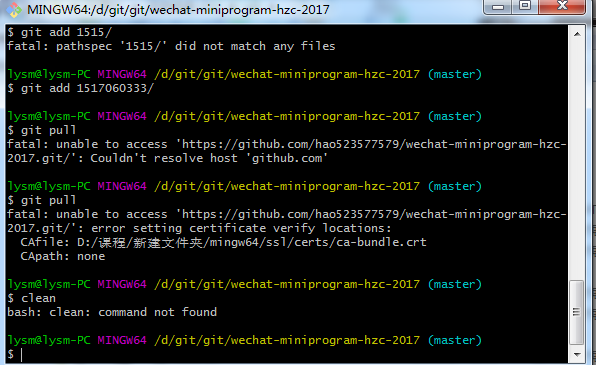 MINGW64:/d/git/git/wechat-miniprogram-hzc-2017
$ git add 1515/
fatal: pathspec '1515/' did not match any files
lysm@lysm-PC MINGW64 /d/git/git/wechat-miniprogram-hzc-2017 (master)
$ git add 1517060333/
lysm@lysm-PC MINGW64 /d/git/git/wechat-miniprogram-hzc-2017 (master)
$ git pull
fatal: unable to access 'https://github.com/hao523577579/wechat-miniprogram-hzc-
2017.git/': Couldn't resolve host 'github.com'
lysm@lysm-PC MINGW64 /d/git/git/wechat-miniprogram-hzc-2017 (master)
$ git pull
fatal: unable to access 'https://github.com/hao523577579/wechat-miniprogram-hzc-
2017.git/': error setting certificate verify locations:
CAfile: D:/课程/新建文件夹/mingw64/ssl/certs/ca-bundle.crt
CApath: none
lysm@lysm-PC MINGW64 /d/git/git/wechat-miniprogram-hzc-2017 (master)
$ clean
bash: clean: command not found
lysm@lysm-PC MINGW64 /d/git/git/wechat-miniprogram-hzc-2017 (master)
$